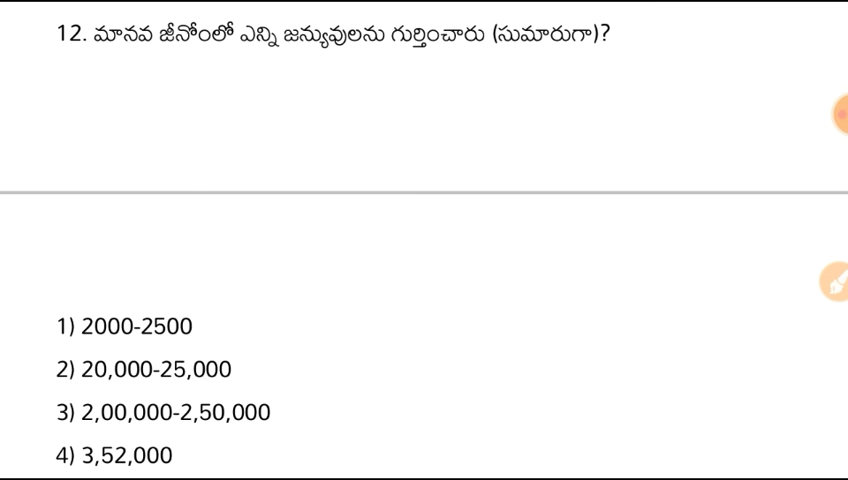 12. మానవ జీనోంలో ఎన్ని జన్యువులను గుర్తించారు (సుమారుగా)?
1) 2000-2500
2) 20,000-25,000
3) 2,00,000-2,50,000
4) 3,52,000